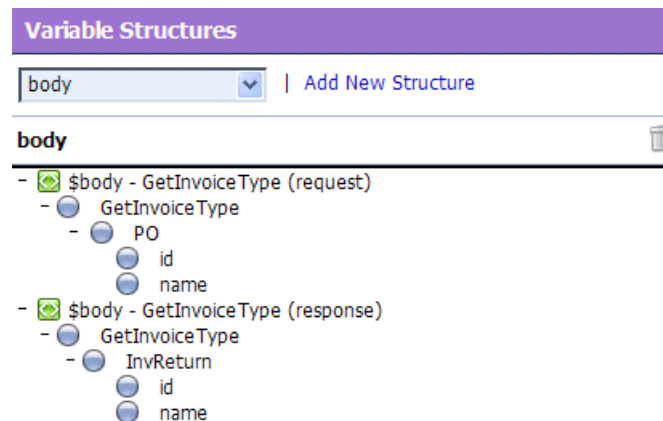 Variable Structures
body | Add New Structure
body
- $body - GetInvoiceType (request)
- GetInvoiceType
- PO
id
name
- $body - GetInvoiceType (response)
- GetInvoiceType
- InvReturn
id
name